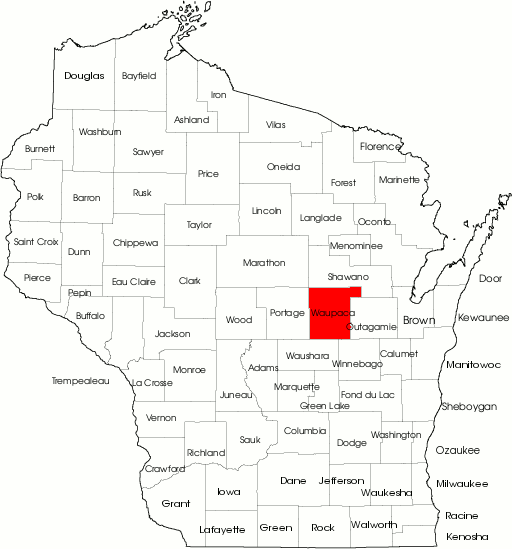 Douglas
Bayfield
Iron
Ashland
Vilas
Washburn
Burnett
Sawyer
Florence
Oneida
Price
Forest
Marinette
Polk
Barron
Rusk
Lincoln
Langlade
Oconto
Taylor
Saint Croix
Dunn
Chippewa
Menominee
Marathon
Pierce
Eau Claire
Clark
Shawano
Door
Pepin
Buffalo
Wood
Portage
Waupaca
Outagamie
Brown
Kewaunee
Jackson
Waushara
Winnebago
Calumet
Manitowoc
Trempealeau
La Crosse
Monroe
Adams
Marquette
Juneau
Green Lake
Fond du Lac
Sheboygan
Vernon
Sauk
Columbia
Dodge
Washington
Ozaukee
Richland
Crawford
Dane
Jefferson
Waukesha
Milwaukee
Grant
Iowa
Lafayette
Green
Rock
Walworth
Racine
Kenosha